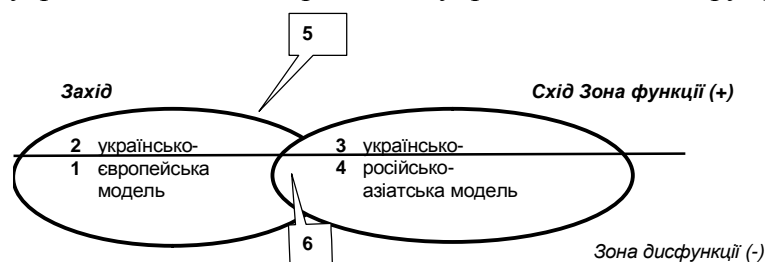 5
Захід
Схід Зона функції (+)
2 українсько-
1 європейська
модель
3 українсько-
4 російсько-
азіатська модель
6
Зона дисфункції (-)